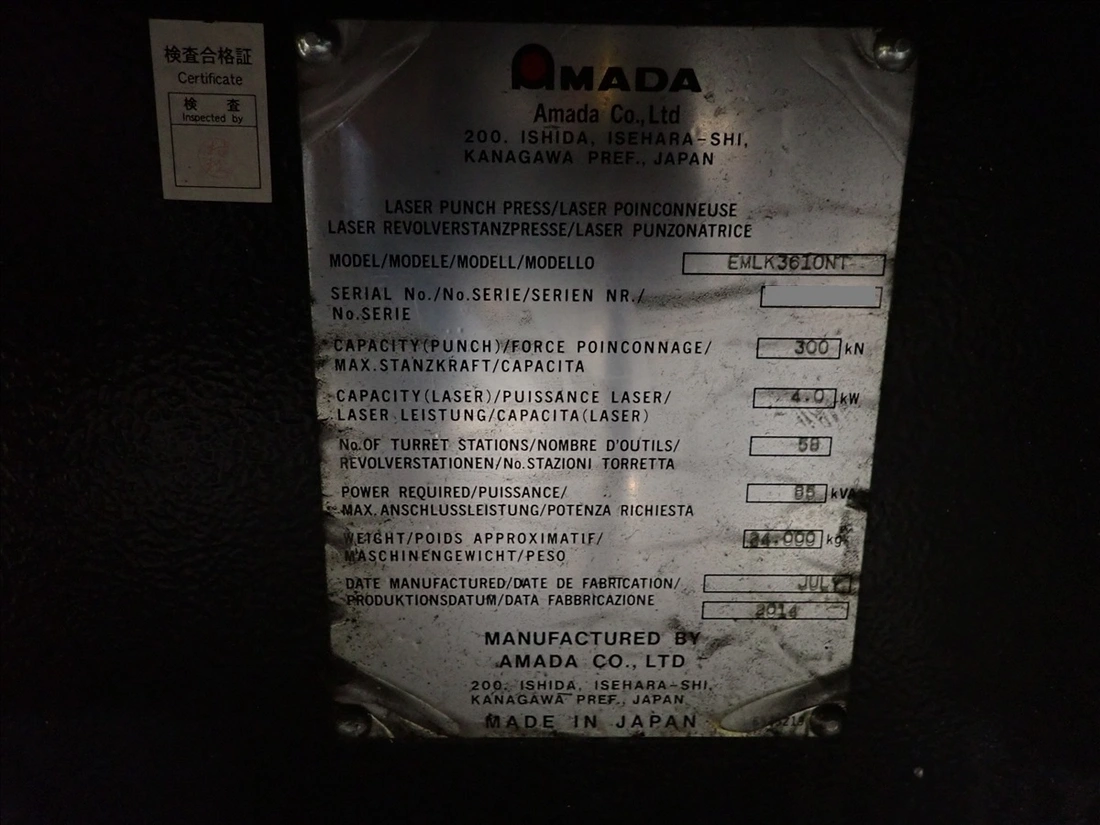 検査合格証
Certificate
検 査
Inspected by
AMADA
Amada Co., Ltd
200. ISHIDA, ISEHARA-SHI,
KANAGAWA PREF., JAPAN
LASER PUNCH PRESS/LASER POINCONNEUSE
LASER REVOLVERSTANZPRESSE/LASER PUNZONATRICE
MODEL/MODELE/MODELL/MODELLO EMLK3610NT
SERIAL No./No.SERIE/SERIEN NR./
No.SERIE
CAPACITY(PUNCH)/FORCE POINCONNAGE/ 300 kN
MAX.STANZKRAFT/CAPACITA
CAPACITY(LASER)/PUISSANCE LASER/ 4.0 kW
LASER LEISTUNG/CAPACITA(LASER)
No.OF TURRET STATIONS/NOMBRE D'OUTILS/ 58
REVOLVERSTATIONEN/No.STAZIONI TORRETTA
POWER REQUIRED/PUISSANCE/ kVA
MAX.ANSCHLUSSLEISTUNG/POTENZA RICHIESTA
WEIGHT/POIDS APPROXIMATIF/ 24.000 kg
MASCHINENGEWICHT/PESO
DATE MANUFACTURED/DATE DE FABRICATION/ JULY
PRODUKTIONSDATUM/DATA FABBRICAZIONE 2014
MANUFACTURED BY
AMADA CO., LTD
200. ISHIDA, ISEHARA-SHI,
KANAGAWA PREF., JAPAN
MADE IN JAPAN